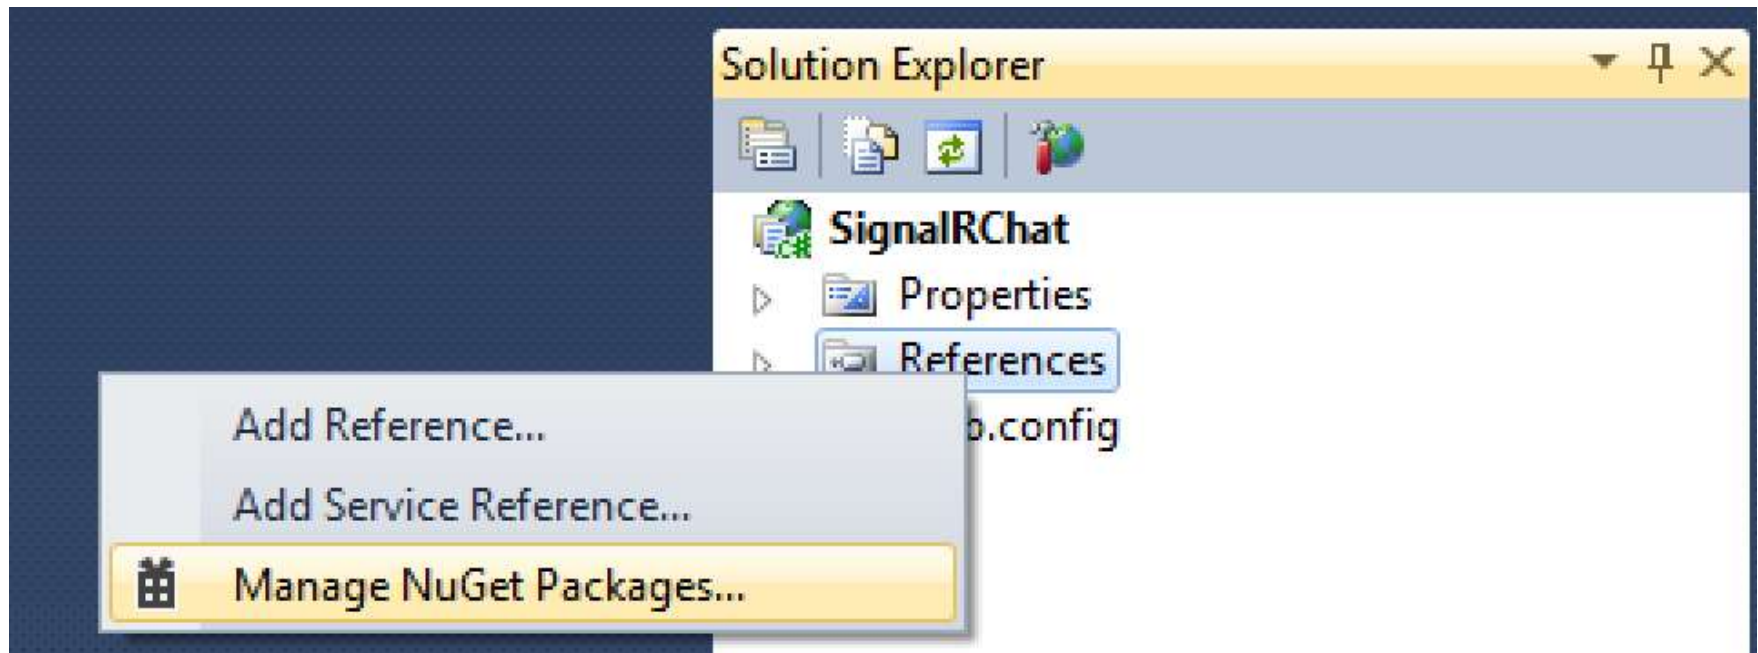 Solution Explorer
SignalRChat
Properties
References
b.config
Add Reference...
Add Service Reference...
Manage NuGet Packages...